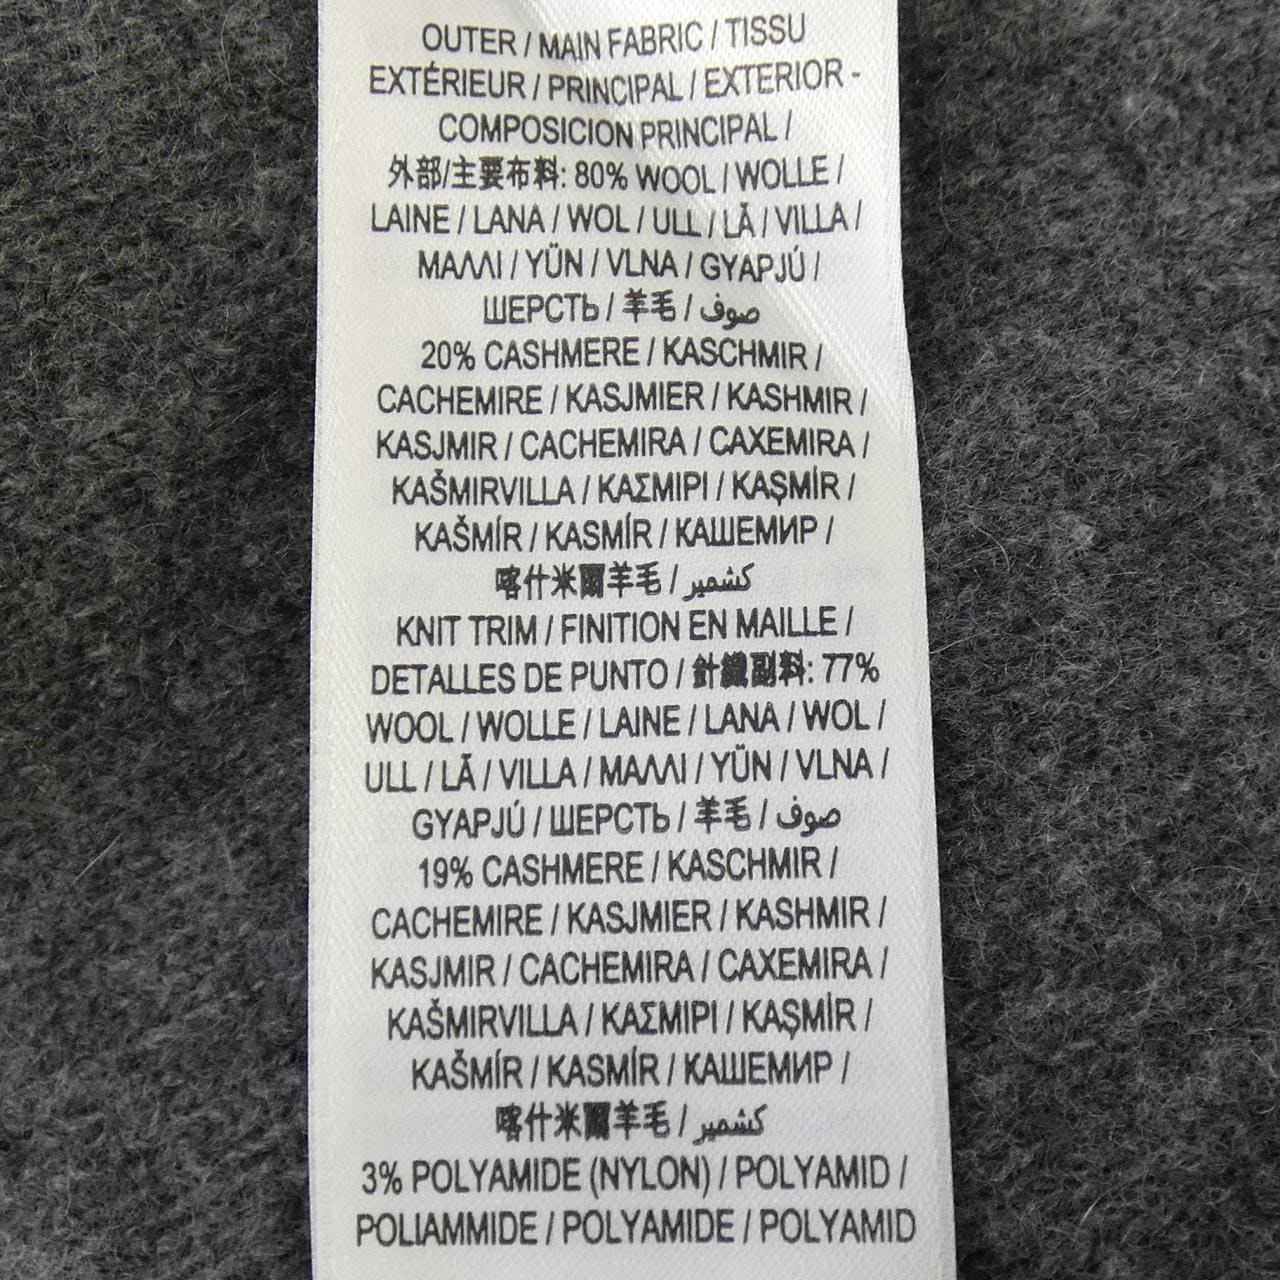 OUTER / MAIN FABRIC / TISSU
EXTÉRIEUR / PRINCIPAL / EXTERIOR -
COMPOSICION PRINCIPAL /
外部/主要布料: 80% WOOL / WOLLE /
LAINE / LANA / WOL / ULL / LÃ / VILLA /
ΜΑΛΛΙ / YÜN / VLNA / GYAPJÚ /
ШЕРСТЬ / 羊毛 / صوف
20% CASHMERE / KASCHMIR /
CACHEMIRE / KASJMIER / KASHMIR /
KASJMIR / CACHEMIRA / CAXEMIRA /
KAŠMIRVILLA / ΚΑΣΜΙΡΙ / KAŞMİR /
KAŠMÍR / KASMÍR / КАШЕМИР /
喀什米爾羊毛 / كشمير
KNIT TRIM / FINITION EN MAILLE /
DETALLES DE PUNTO / 針織副料: 77%
WOOL / WOLLE / LAINE / LANA / WOL /
ULL / LÃ / VILLA / ΜΑΛΛΙ / YÜN / VLNA /
GYAPJÚ / ШЕРСТЬ / 羊毛 / صوف
19% CASHMERE / KASCHMIR /
CACHEMIRE / KASJMIER / KASHMIR /
KASJMIR / CACHEMIRA / CAXEMIRA /
KAŠMIRVILLA / ΚΑΣΜΙΡΙ / KAŞMİR /
KAŠMÍR / KASMÍR / КАШЕМИР /
喀什米爾羊毛 / كشمير
3% POLYAMIDE (NYLON) / POLYAMID /
POLIAMMIDE / POLYAMIDE / POLYAMID